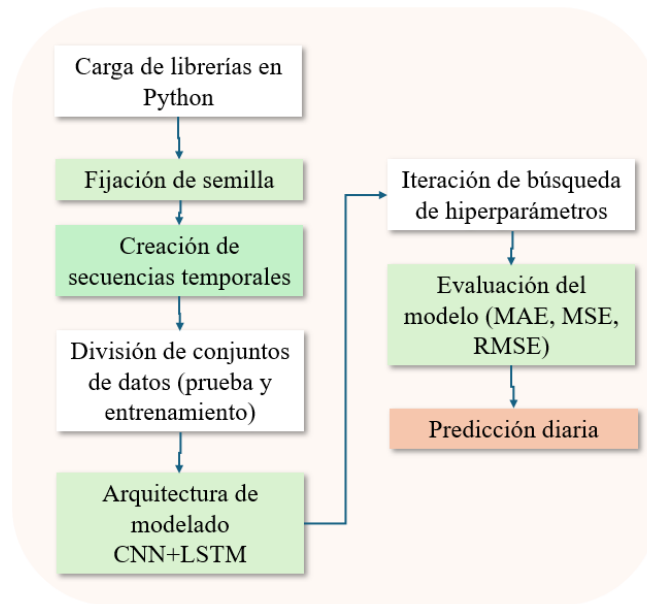 Carga de librerías en
Python
Fijación de semilla
Creación de
secuencias temporales
División de conjuntos
de datos (prueba y
entrenamiento)
Arquitectura de
modelado
CNN+LSTM
Iteración de búsqueda
de hiperparámetros
Evaluación del
modelo (MAE, MSE,
RMSE)
Predicción diaria